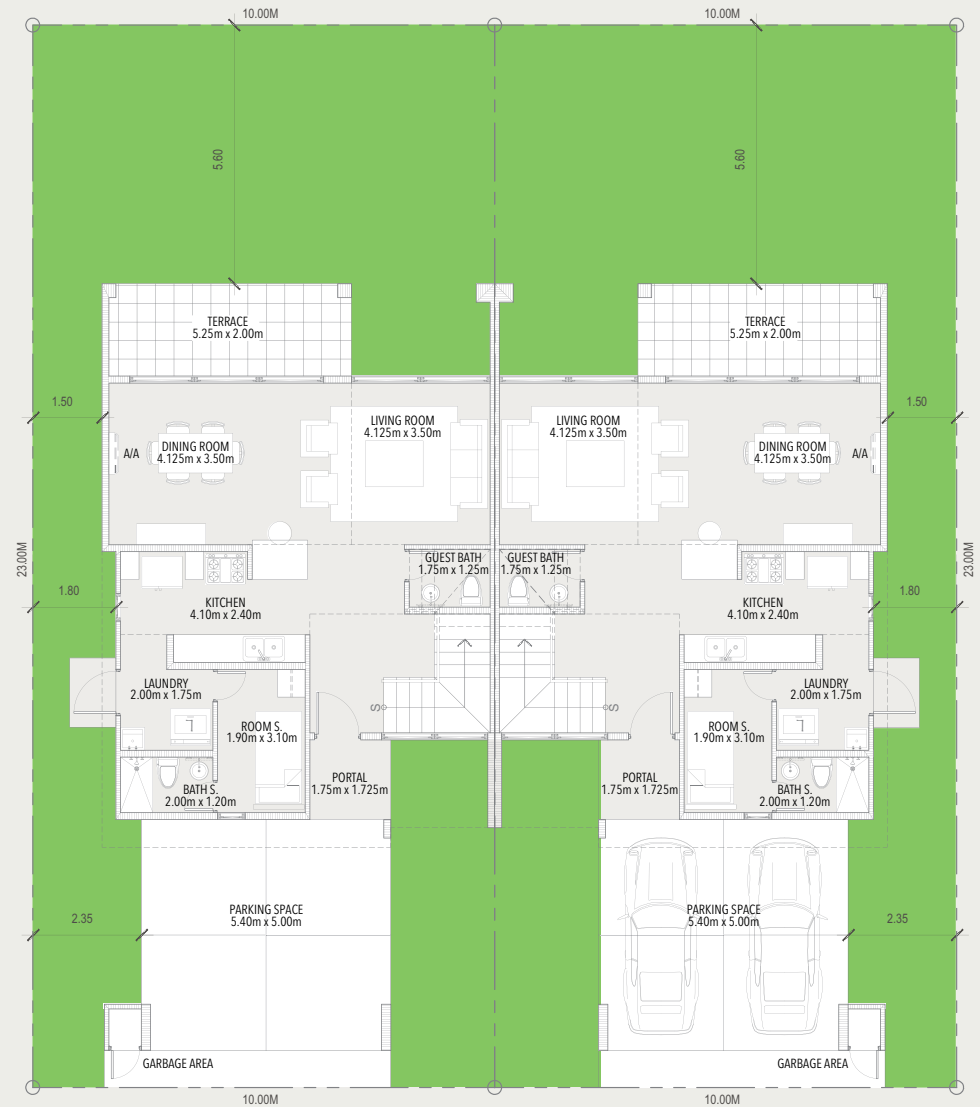 10.00M
10.00M
5.60
5.60
TERRACE
5.25m x 2.00m
TERRACE
5.25m x 2.00m
1.50
1.50
LIVING ROOM
4.125m x 3.50m
LIVING ROOM
4.125m x 3.50m
A/A
DINING ROOM
4.125m x 3.50m
DINING ROOM
4.125m x 3.50m
A/A
23.00M
23.00M
GUEST BATH
1.75m x 1.25m
GUEST BATH
1.75m x 1.25m
1.80
1.80
KITCHEN
4.10m x 2.40m
KITCHEN
4.10m x 2.40m
LAUNDRY
2.00m x 1.75m
LAUNDRY
2.00m x 1.75m
S
S
ROOM S.
1.90m x 3.10m
ROOM S.
1.90m x 3.10m
PORTAL
1.75m x 1.725m
PORTAL
1.75m x 1.725m
BATH S.
2.00m x 1.20m
BATH S.
2.00m x 1.20m
2.35
PARKING SPACE
5.40m x 5.00m
PARKING SPACE
5.40m x 5.00m
2.35
GARBAGE AREA
GARBAGE AREA
10.00M
10.00M